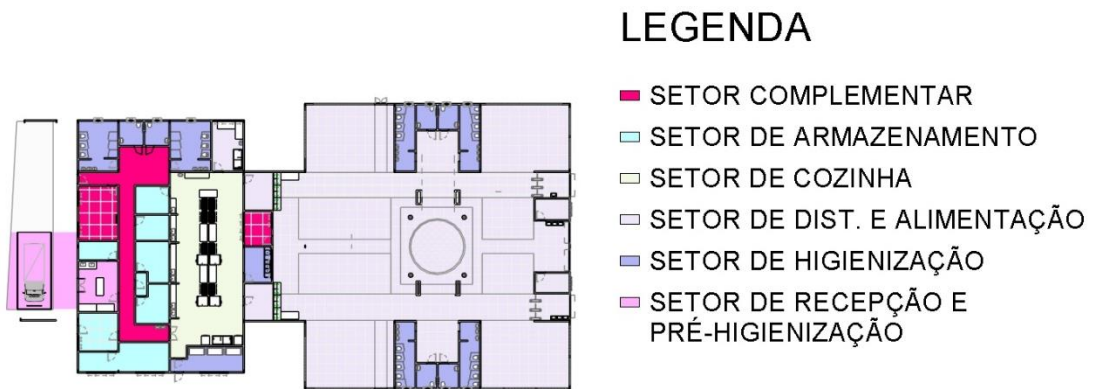 LEGENDA
SETOR COMPLEMENTAR
SETOR DE ARMAZENAMENTO
SETOR DE COZINHA
SETOR DE DIST. E ALIMENTAÇÃO
SETOR DE HIGIENIZAÇÃO
SETOR DE RECEPÇÃO E
PRÉ-HIGIENIZAÇÃO